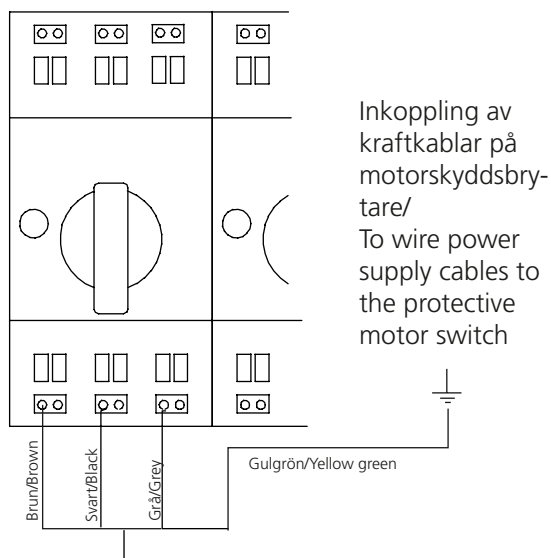 Inkoppling av
kraftkablar på
motorskyddsbry-
tare/
To wire power
supply cables to
the protective
motor switch
Brun/Brown
Svart/Black
Grå/Grey
Gulgrön/Yellow green